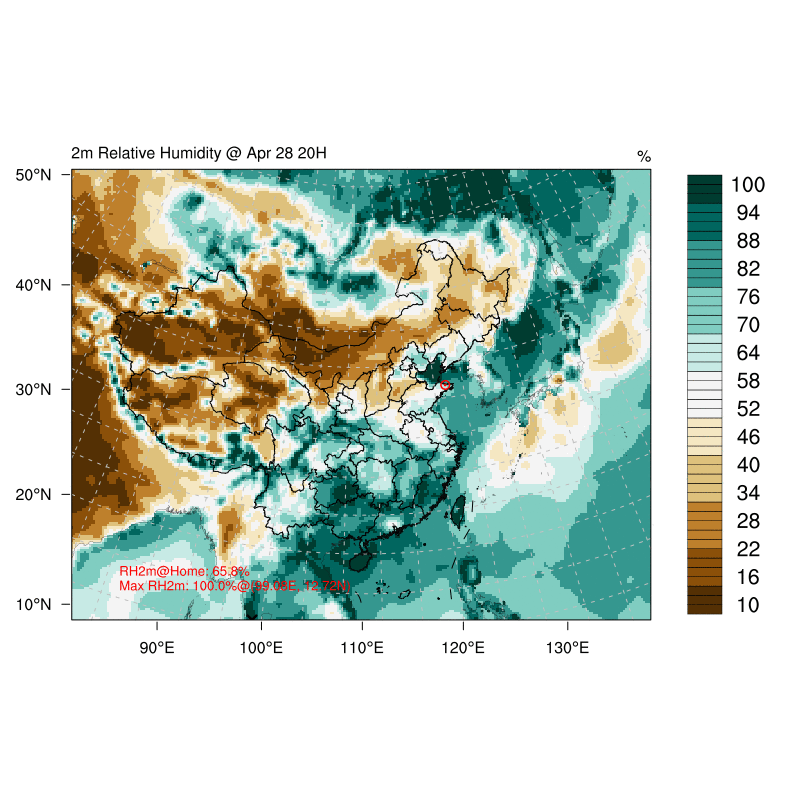 2m Relative Humidity @ Apr 28 20H
%
50°N
40°N
30°N
20°N
10°N
90°E
100°E
110°E
120°E
130°E
100
94
88
82
76
70
64
58
52
46
40
34
28
22
16
10
RH2m@Home: 65.8%
Max RH2m: 100.0%@(99.09E, 12.72N)